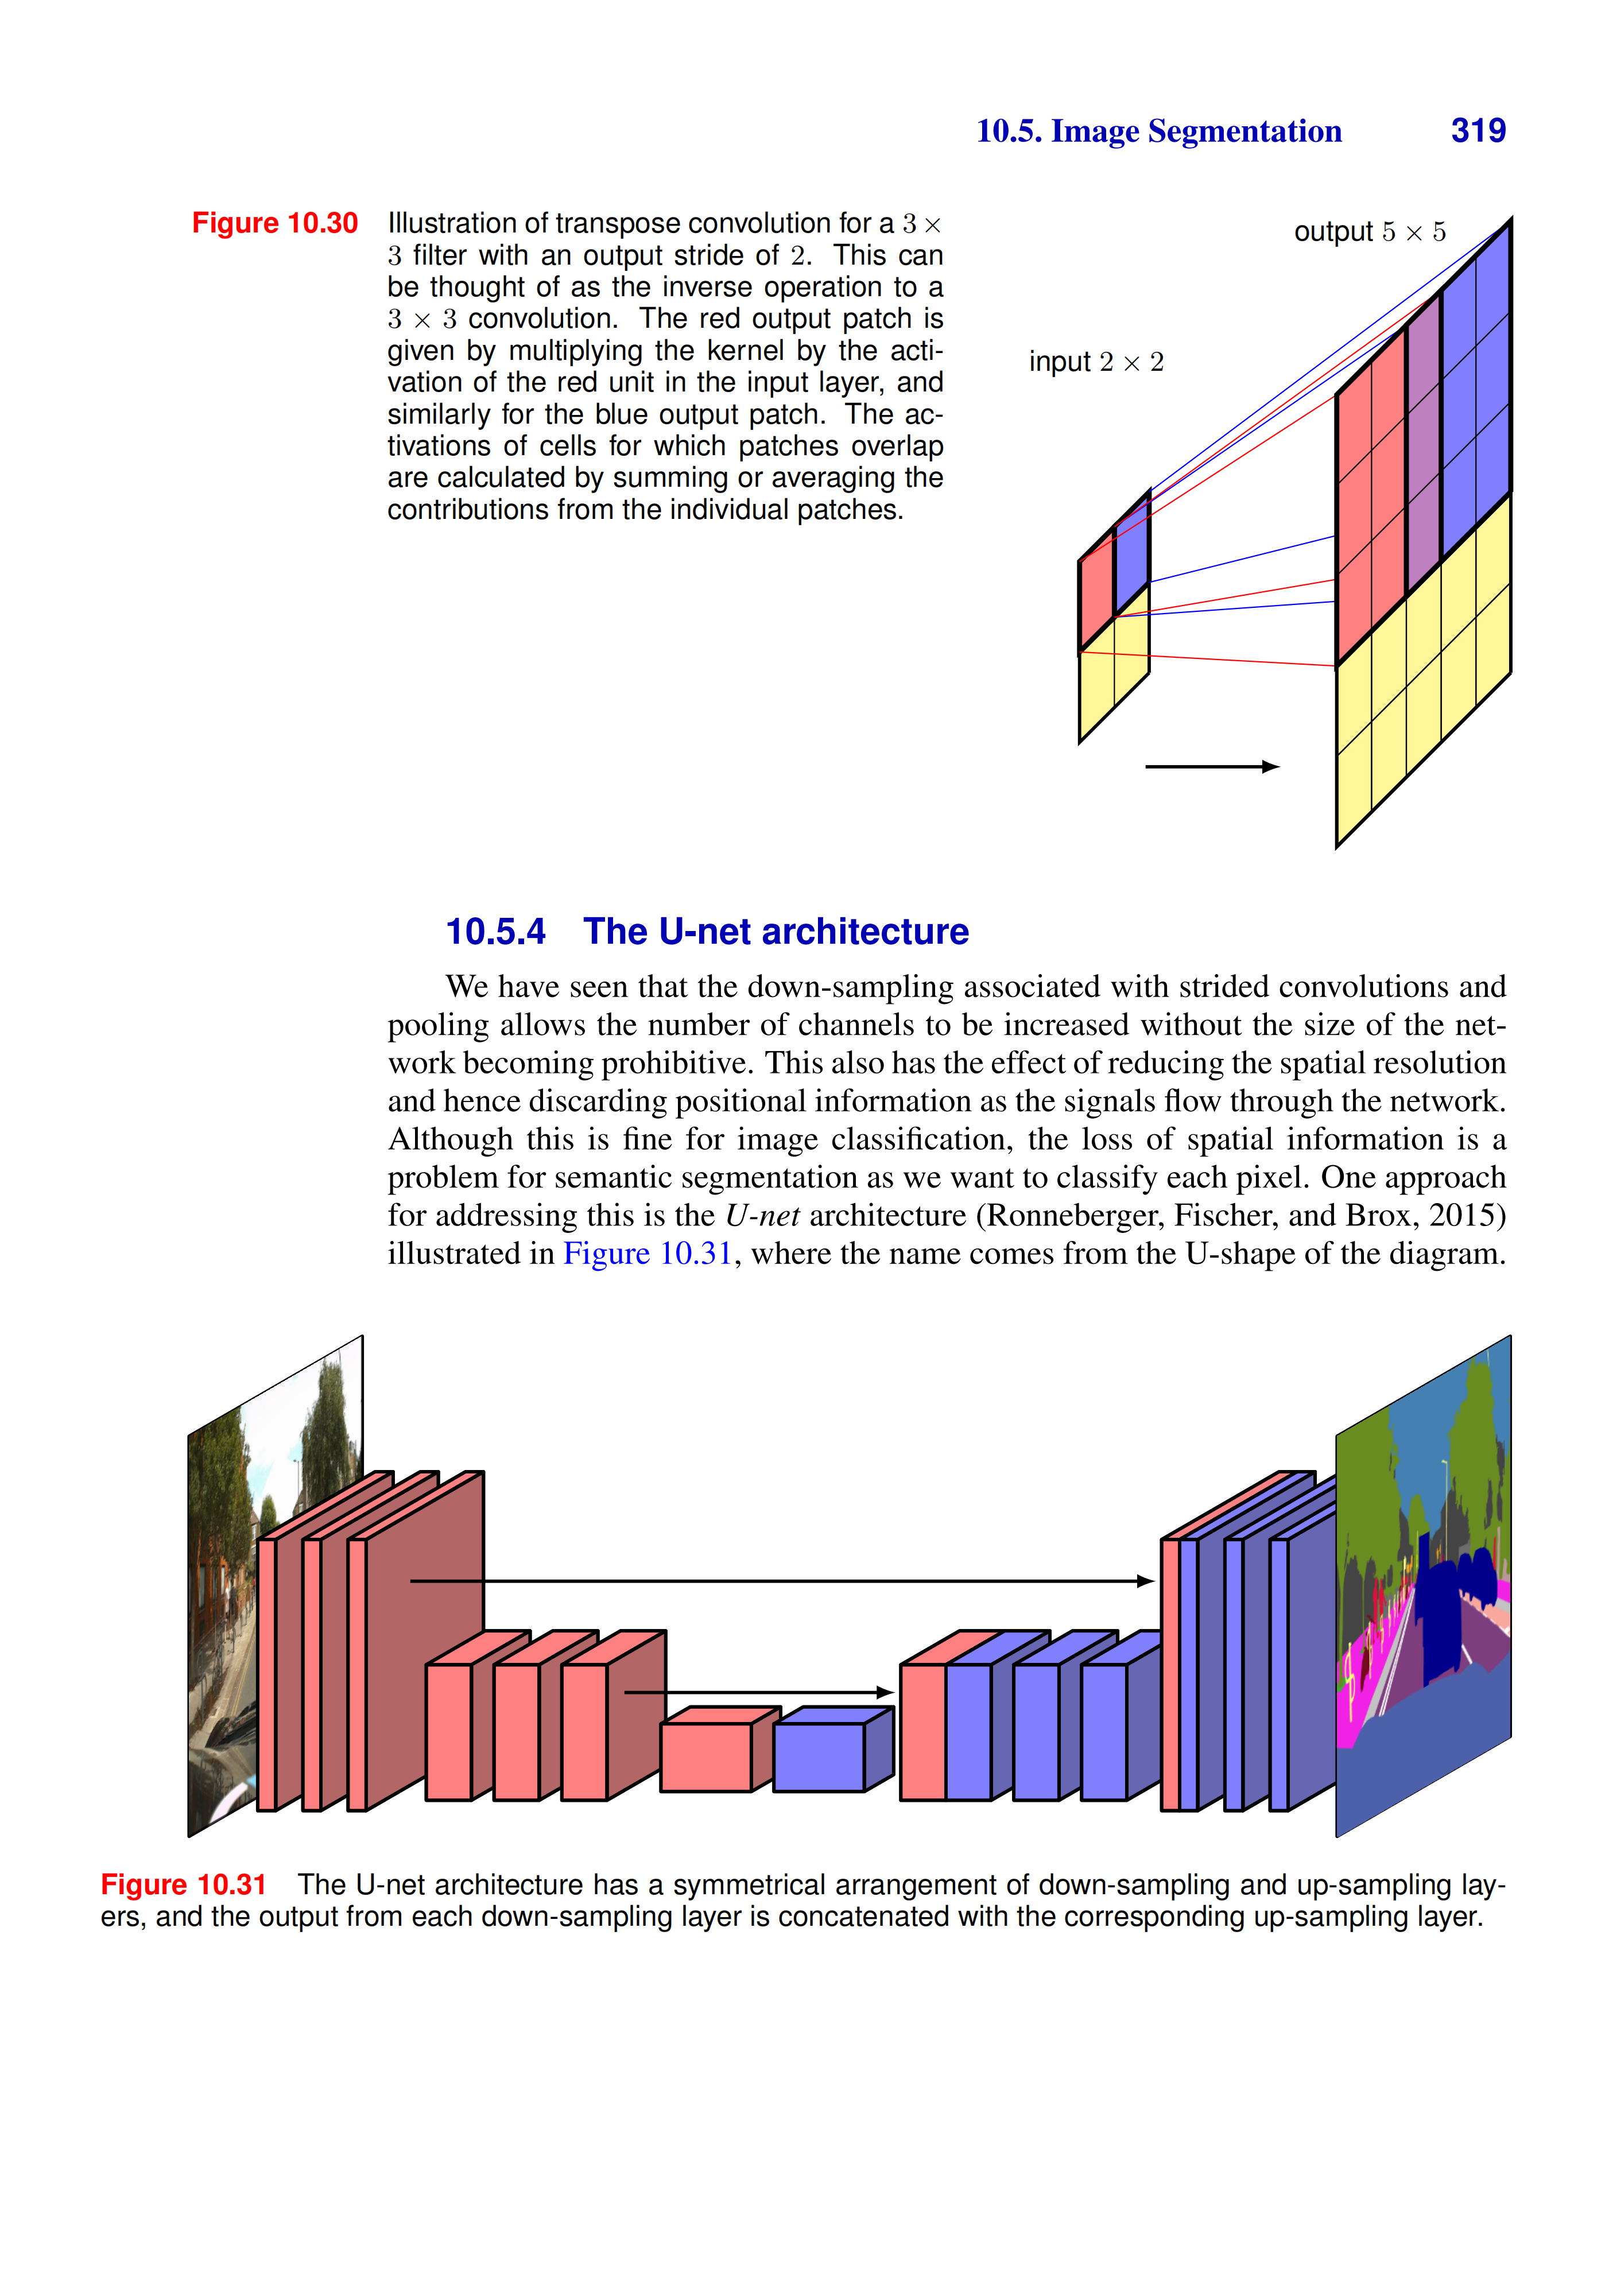 10.5. Image Segmentation 319
Figure 10.30 Illustration of transpose convolution for a 3 ×
3 filter with an output stride of 2. This can
be thought of as the inverse operation to a
3 × 3 convolution. The red output patch is
given by multiplying the kernel by the acti-
vation of the red unit in the input layer, and
similarly for the blue output patch. The ac-
tivations of cells for which patches overlap
are calculated by summing or averaging the
contributions from the individual patches.
output 5 × 5
input 2 × 2
10.5.4 The U-net architecture
We have seen that the down-sampling associated with strided convolutions and
pooling allows the number of channels to be increased without the size of the net-
work becoming prohibitive. This also has the effect of reducing the spatial resolution
and hence discarding positional information as the signals flow through the network.
Although this is fine for image classification, the loss of spatial information is a
problem for semantic segmentation as we want to classify each pixel. One approach
for addressing this is the U-net architecture (Ronneberger, Fischer, and Brox, 2015)
illustrated in Figure 10.31, where the name comes from the U-shape of the diagram.
Figure 10.31 The U-net architecture has a symmetrical arrangement of down-sampling and up-sampling lay-
ers, and the output from each down-sampling layer is concatenated with the corresponding up-sampling layer.